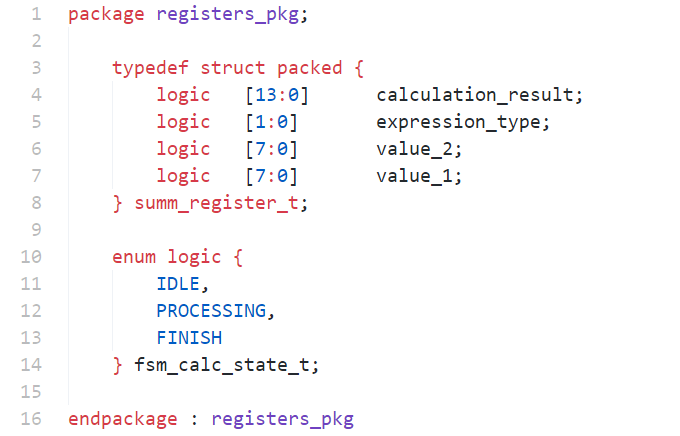 1 package registers_pkg;
2
3     typedef struct packed {
4         logic   [13:0]      calculation_result;
5         logic   [1:0]       expression_type;
6         logic   [7:0]       value_2;
7         logic   [7:0]       value_1;
8     } summ_register_t;
9
10     enum logic {
11         IDLE,
12         PROCESSING,
13         FINISH
14     } fsm_calc_state_t;
15
16 endpackage : registers_pkg